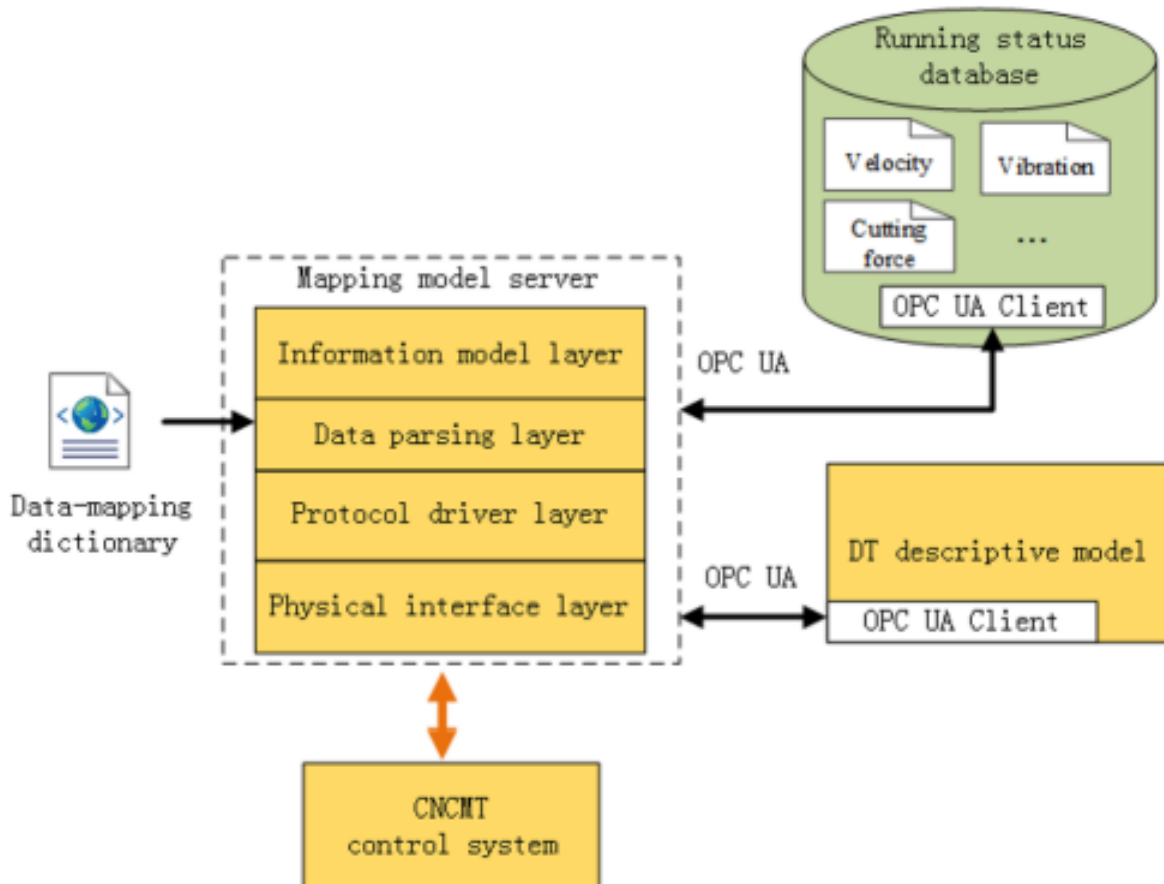 Running status
database
Velocity
Vibration
Cutting
force
...
OPC UA Client
Mapping model server
Information model layer
Data parsing layer
Protocol driver layer
Physical interface layer
OPC UA
Data-mapping
dictionary
OPC UA
DT descriptive model
OPC UA Client
CNCMT
control system